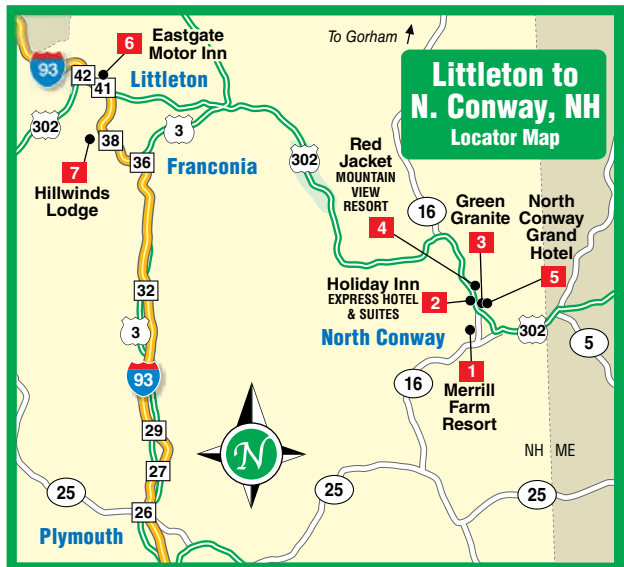 To Gorham
Littleton to
N. Conway, NH
Locator Map
6
Eastgate
Motor Inn
93
42
41
Littleton
302
3
38
36
Franconia
7
Hillwinds
Lodge
302
Red
Jacket
MOUNTAIN
VIEW
RESORT
4
16
Green
Granite
3
North
Conway
Grand
Hotel
5
Holiday Inn
EXPRESS HOTEL
& SUITES
2
North Conway
302
5
32
3
93
1
Merrill
Farm
Resort
16
29
27
N
NH
ME
25
26
25
25
Plymouth